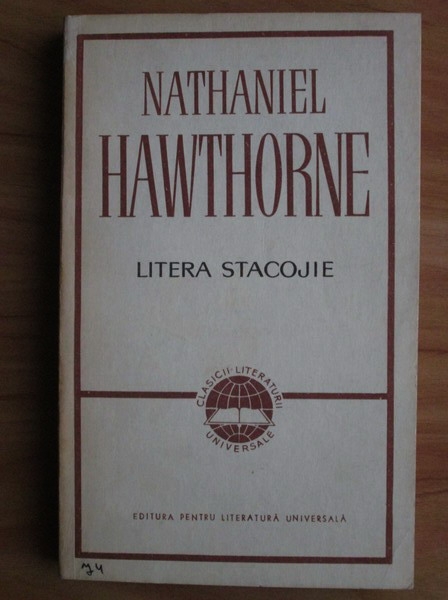 NATHANIEL
HAWTHORNE
LITERA STACOJIE
CLASICII LITERATURII
UNIVERSALE
EDITURA PENTRU LITERATURĂ UNIVERSALĂ